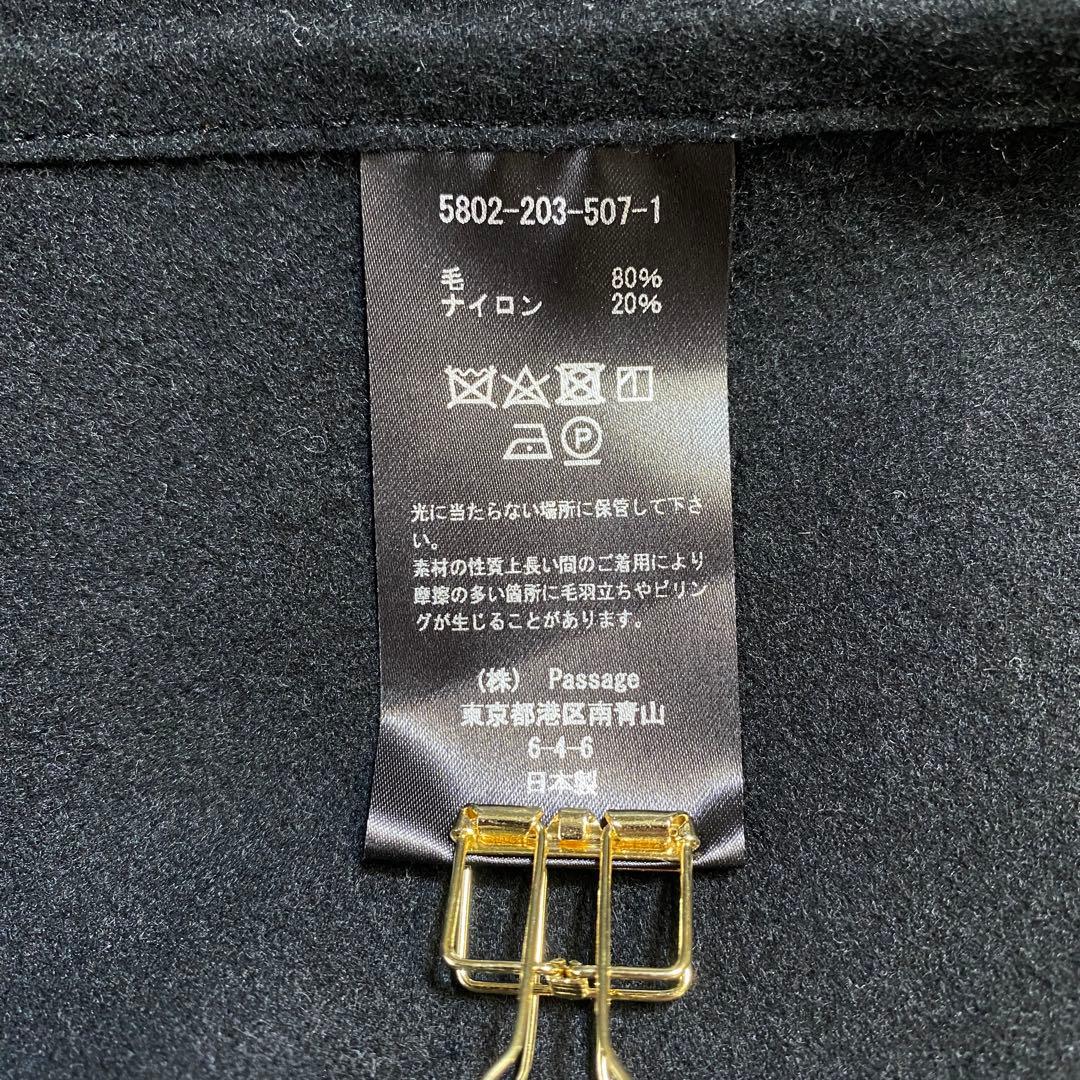 5802-203-507-1
毛 80%
ナイロン 20%
P
光に当たらない場所に保管して下さ
い。
素材の性質上長い間のご着用により
摩擦の多い箇所に毛羽立ちやピリン
グが生じることがあります。
(株) Passage
東京都港区南青山
6-4-6
日本製